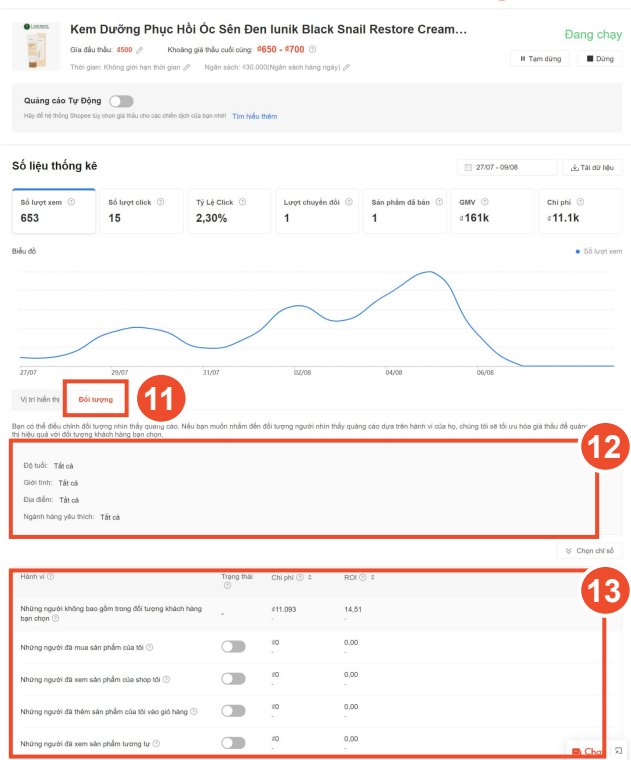 Kem Dưỡng Phục Hồi Ốc Sên Đen Iunik Black Snail Restore Cream...
Đang chạy
Giá đấu thầu: ₫500
Khoảng giá thầu cuối cùng: ₫650 - ₫700
Thời gian: Không giới hạn thời gian
Ngân sách: ₫30.000(Ngân sách hàng ngày)
Tạm dừng
Dừng
Quảng cáo Tự Động
Hãy để hệ thống Shopee tùy chọn giá thầu cho các chiến dịch của bạn nhé! Tìm hiểu thêm
Số liệu thống kê
27/07 - 09/08
Tải dữ liệu
Số lượt xem
653
Số lượt click
15
Tỷ Lệ Click
2,30%
Lượt chuyển đổi
1
Sản phẩm đã bán
1
GMV
₫161k
Chi phí
₫11.1k
Biểu đồ
Số lượt xem
27/07 29/07 31/07 02/08 04/08 06/08
Vị trí hiển thị
Đối tượng
11
Bạn có thể điều chỉnh đối tượng nhìn thấy quảng cáo. Nếu bạn muốn nhắm đến đối tượng người nhìn thấy quảng cáo dựa trên hành vi của họ, chúng tôi sẽ tối ưu hóa giá thầu để
thị hiệu quả với đối tượng khách hàng bạn chọn.
12
Độ tuổi: Tất cả
Giới tính: Tất cả
Địa điểm: Tất cả
Ngành hàng yêu thích: Tất cả
Chọn chỉ số
13
Hành vi
Trạng thái
Chi phí
ROI
Những người không bao gồm trong đối tượng khách hàng
bạn chọn
-
₫11.093
-
14,51
-
Những người đã mua sản phẩm của tôi
₫0
-
0,00
-
Những người đã xem sản phẩm của shop tôi
₫0
-
0,00
-
Những người đã thêm sản phẩm của tôi vào giỏ hàng
₫0
-
0,00
-
Những người đã xem sản phẩm tương tự
₫0
-
0,00
-
Chat